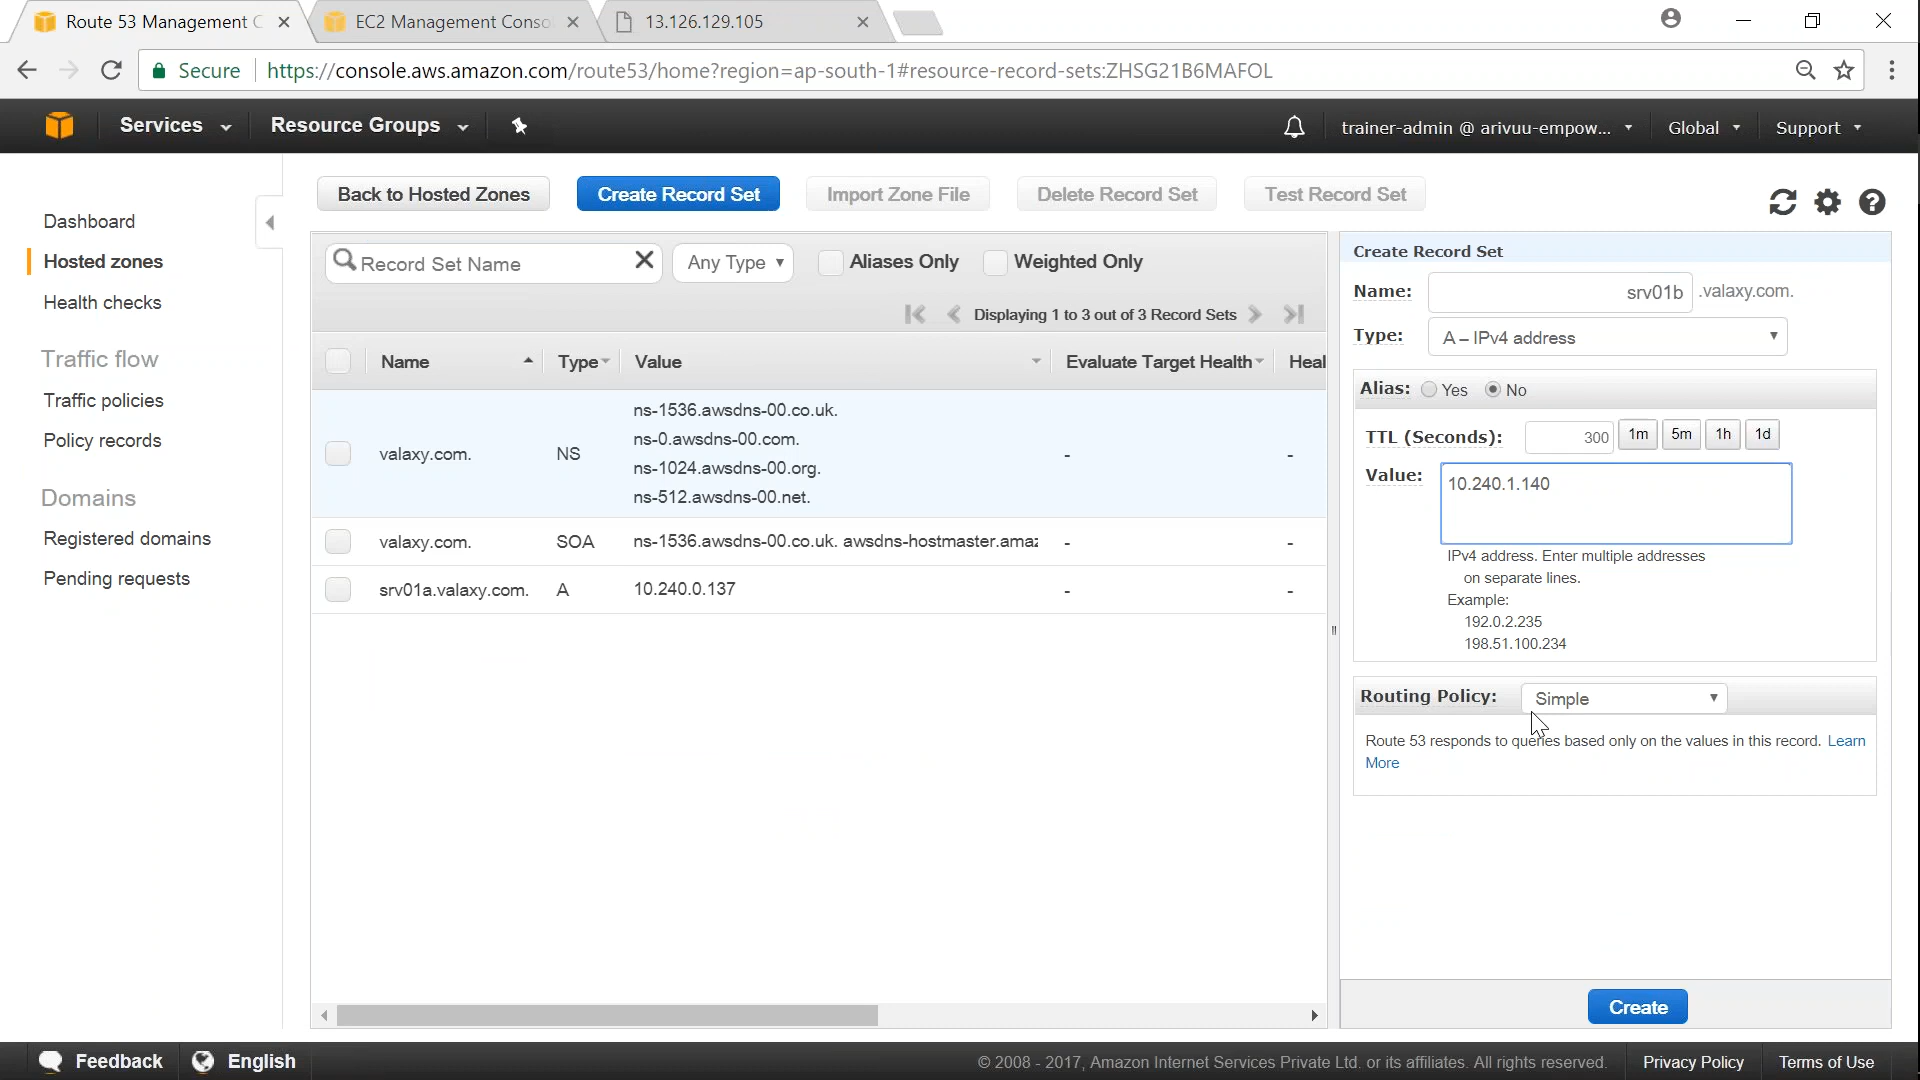 Route 53 Management C
EC2 Management Conso
13.126.129.105
Secure https://console.aws.amazon.com/route53/home?region=ap-south-1#resource-record-sets:ZHSG21B6MAFOL
Services Resource Groups trainer-admin @ arivuu-empow... Global Support
Back to Hosted Zones Create Record Set Import Zone File Delete Record Set Test Record Set
Dashboard
Hosted zones
Health checks
Traffic flow
Traffic policies
Policy records
Domains
Registered domains
Pending requests
Record Set Name Any Type Aliases Only Weighted Only
Displaying 1 to 3 out of 3 Record Sets
Name Type Value Evaluate Target Health Heal
valaxy.com. NS ns-1536.awsdns-00.co.uk.
ns-0.awsdns-00.com.
ns-1024.awsdns-00.org.
ns-512.awsdns-00.net. - -
valaxy.com. SOA ns-1536.awsdns-00.co.uk. awsdns-hostmaster.amaz - -
srv01a.valaxy.com. A 10.240.0.137 - -
Create Record Set
Name: srv01b .valaxy.com.
Type: A – IPv4 address
Alias: Yes No
TTL (Seconds): 300 1m 5m 1h 1d
Value: 10.240.1.140
IPv4 address. Enter multiple addresses
on separate lines.
Example:
192.0.2.235
198.51.100.234
Routing Policy: Simple
Route 53 responds to queries based only on the values in this record. Learn
More
Create
Feedback English © 2008 - 2017, Amazon Internet Services Private Ltd. or its affiliates. All rights reserved. Privacy Policy Terms of Use